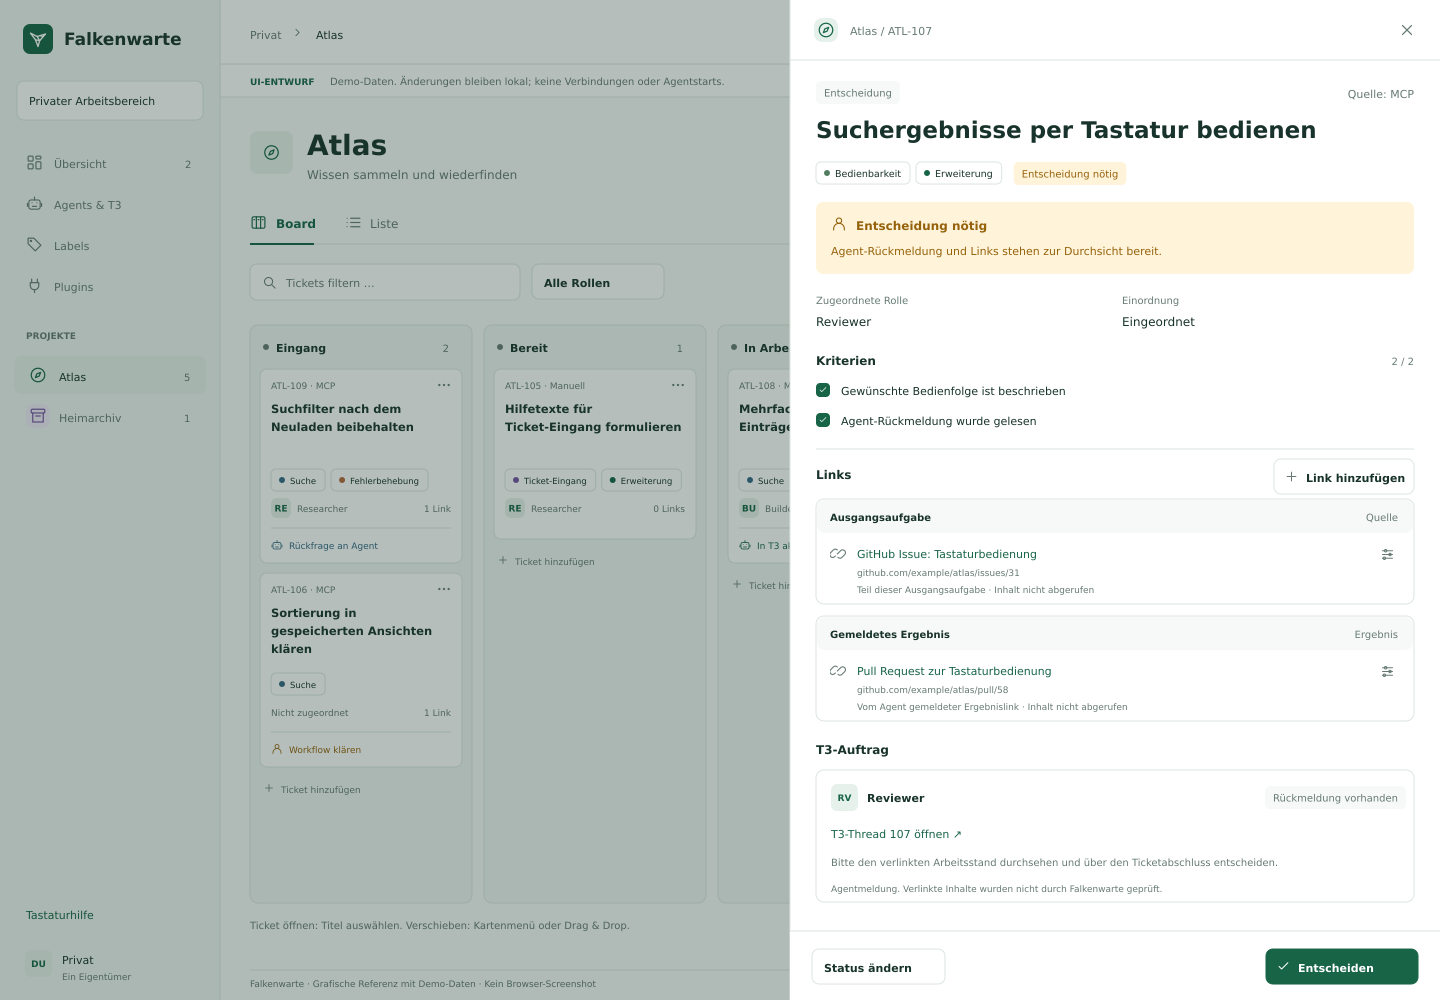 Falkenwarte
Privater Arbeitsbereich
Übersicht 2
Agents & T3
Labels
Plugins
PROJEKTE
Atlas 5
Heimarchiv 1
Tastaturhilfe
DU
Privat
Ein Eigentümer
Privat Atlas
UI-ENTWURF Demo-Daten. Änderungen bleiben lokal; keine Verbindungen oder Agentstarts.
Atlas
Wissen sammeln und wiederfinden
Board Liste
Tickets filtern ... Alle Rollen
Eingang 2
ATL-109 · MCP
Suchfilter nach dem
Neuladen beibehalten
Suche Fehlerbehebung
RE Researcher 1 Link
Rückfrage an Agent
ATL-106 · MCP
Sortierung in
gespeicherten Ansichten
klären
Suche
Nicht zugeordnet 1 Link
Workflow klären
Ticket hinzufügen
Bereit 1
ATL-105 · Manuell
Hilfetexte für
Ticket-Eingang formulieren
Ticket-Eingang Erweiterung
RE Researcher 0 Links
Ticket hinzufügen
In Arbe
ATL-108 · M
Mehrfac
Einträge
Suche
BU Builde
In T3 ak
Ticket hin
Ticket öffnen: Titel auswählen. Verschieben: Kartenmenü oder Drag & Drop.
Falkenwarte · Grafische Referenz mit Demo-Daten · Kein Browser-Screenshot
Atlas / ATL-107
Entscheidung Quelle: MCP
Suchergebnisse per Tastatur bedienen
Bedienbarkeit Erweiterung Entscheidung nötig
Entscheidung nötig
Agent-Rückmeldung und Links stehen zur Durchsicht bereit.
Zugeordnete Rolle Einordnung
Reviewer Eingeordnet
Kriterien 2 / 2
Gewünschte Bedienfolge ist beschrieben
Agent-Rückmeldung wurde gelesen
Links Link hinzufügen
Ausgangsaufgabe Quelle
GitHub Issue: Tastaturbedienung
github.com/example/atlas/issues/31
Teil dieser Ausgangsaufgabe · Inhalt nicht abgerufen
Gemeldetes Ergebnis Ergebnis
Pull Request zur Tastaturbedienung
github.com/example/atlas/pull/58
Vom Agent gemeldeter Ergebnislink · Inhalt nicht abgerufen
T3-Auftrag
RV Reviewer Rückmeldung vorhanden
T3-Thread 107 öffnen ↗
Bitte den verlinkten Arbeitsstand durchsehen und über den Ticketabschluss entscheiden.
Agentmeldung. Verlinkte Inhalte wurden nicht durch Falkenwarte geprüft.
Status ändern Entscheiden